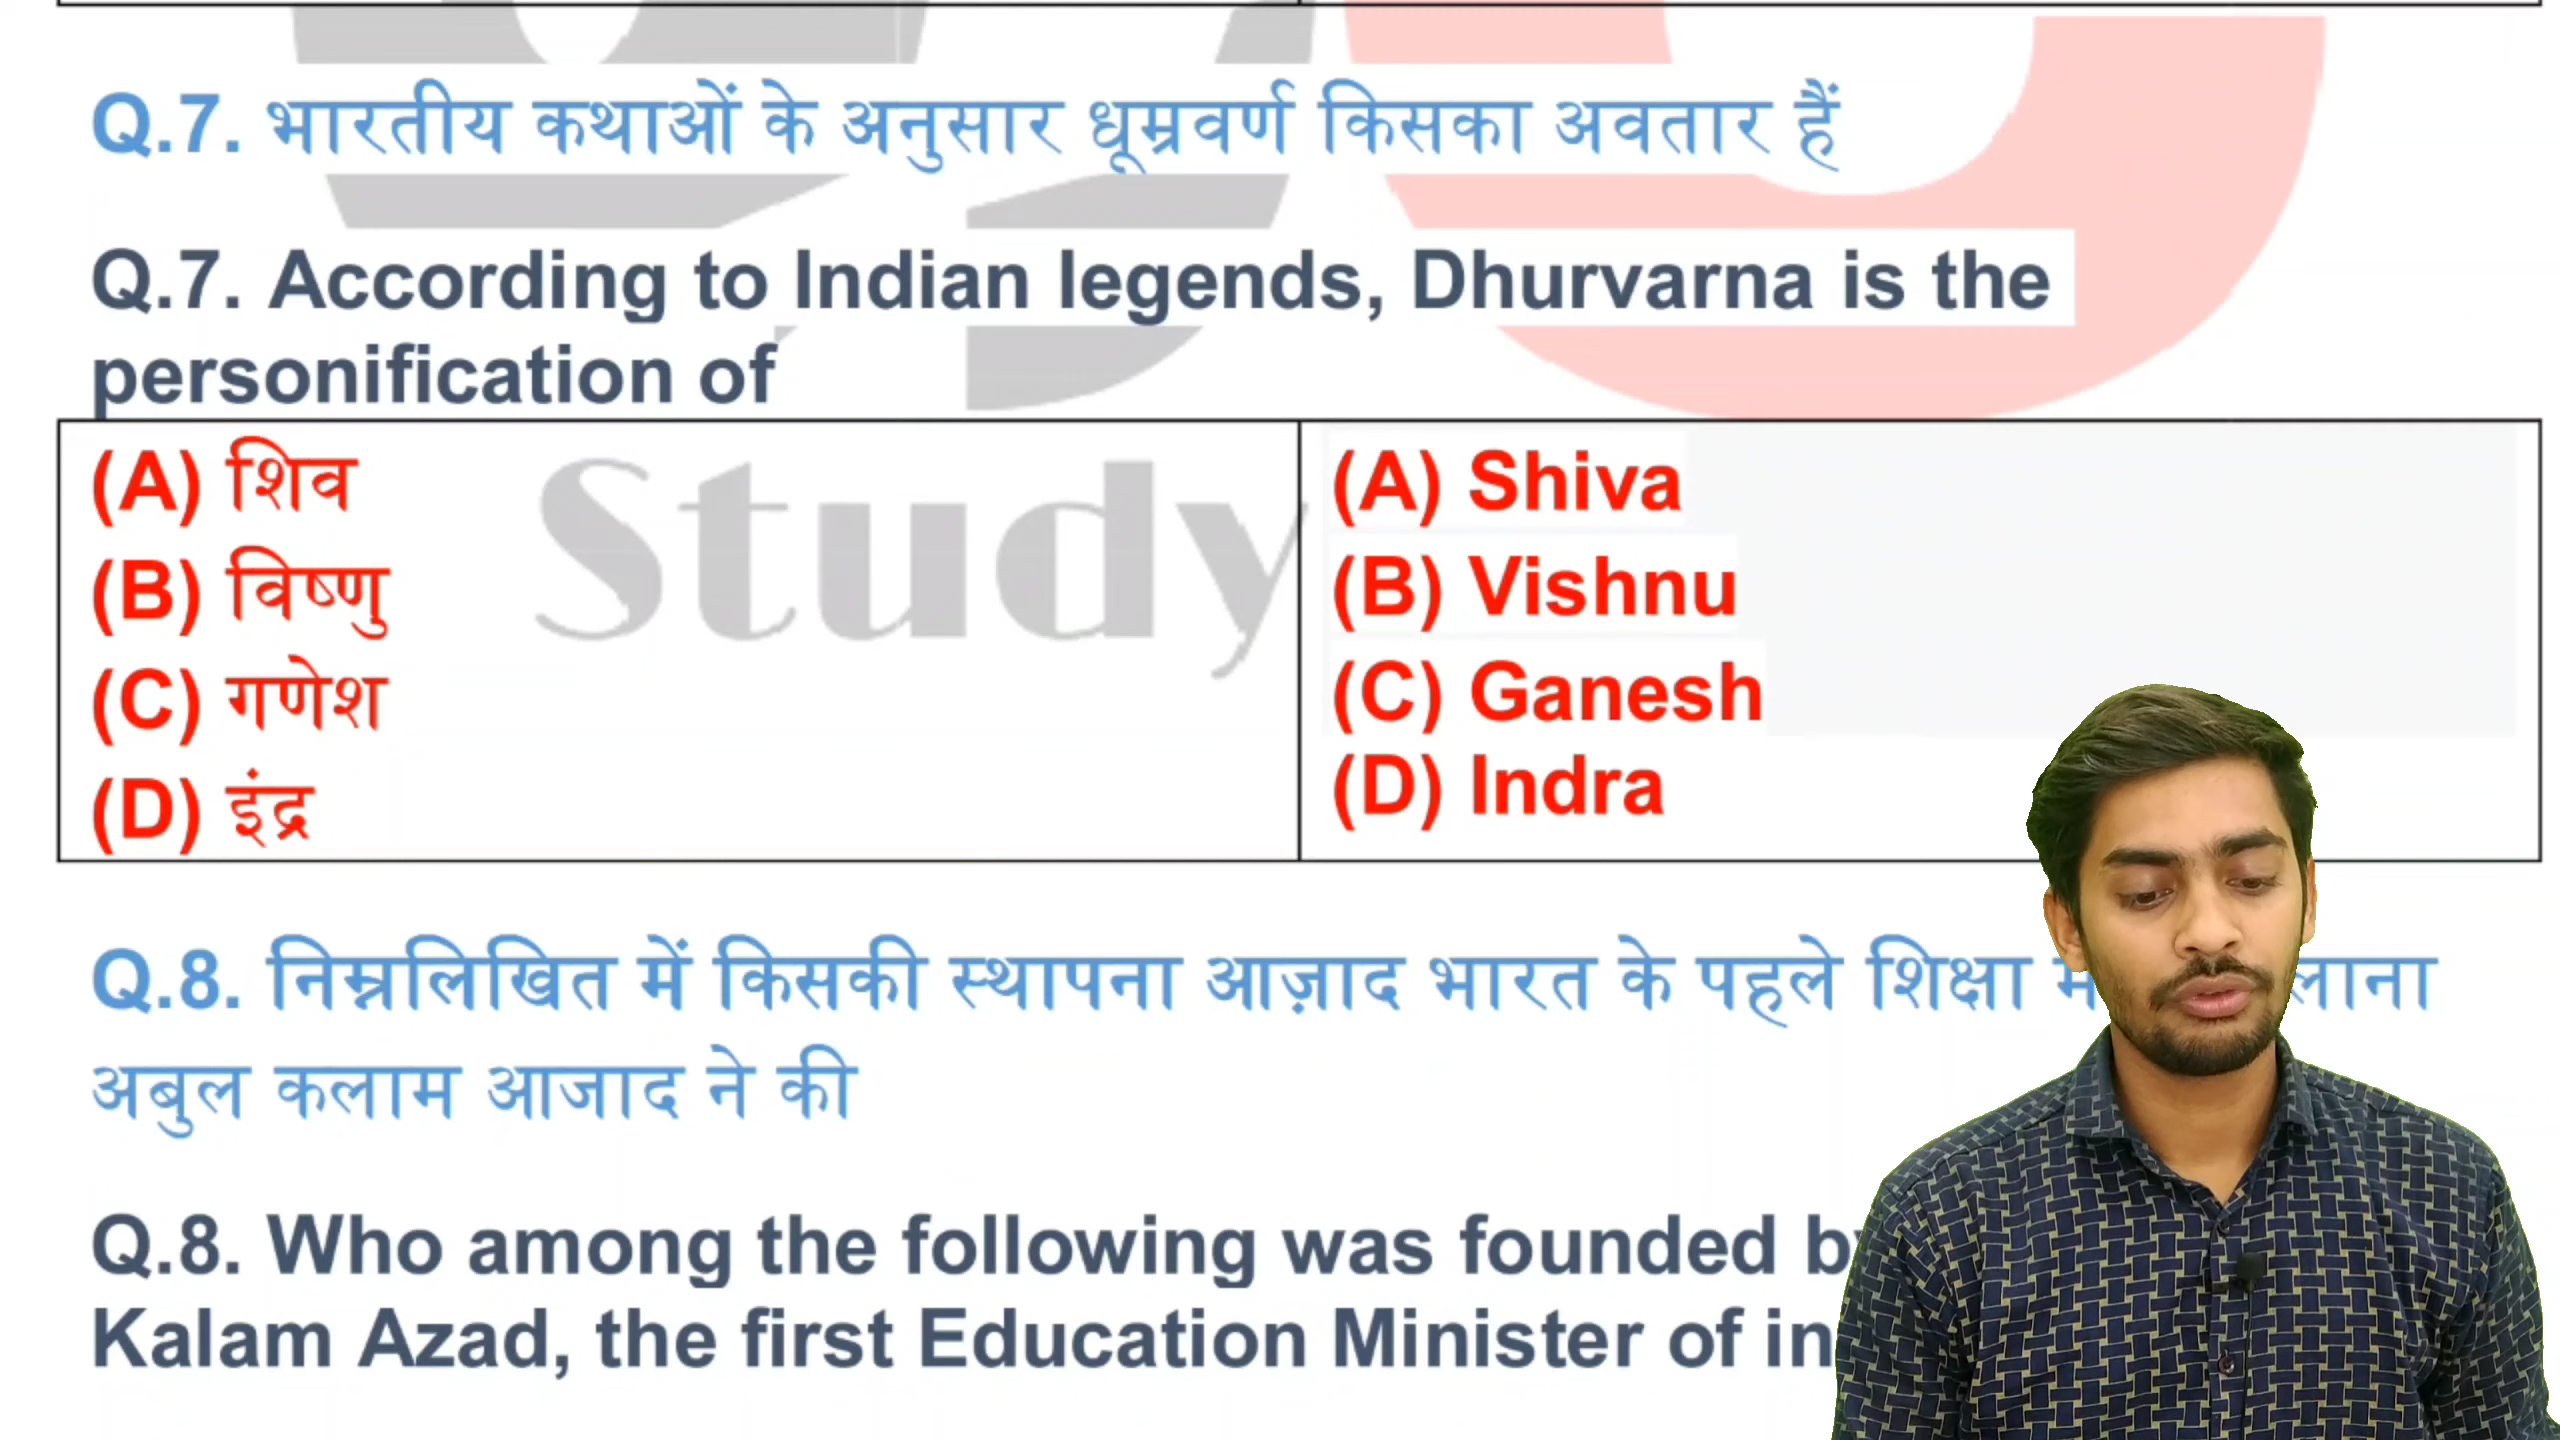 Q.7. भारतीय कथाओं के अनुसार धूम्रवर्ण किसका अवतार हैं
Q.7. According to Indian legends, Dhurvarna is the
personification of
(A) शिव
(B) विष्णु
(C) गणेश
(D) इंद्र
(A) Shiva
(B) Vishnu
(C) Ganesh
(D) Indra
Study
Q.8. निम्नलिखित में किसकी स्थापना आज़ाद भारत के पहले शिक्षा
अबुल कलाम आजाद ने की
Q.8. Who among the following was founded
Kalam Azad, the first Education Minister of